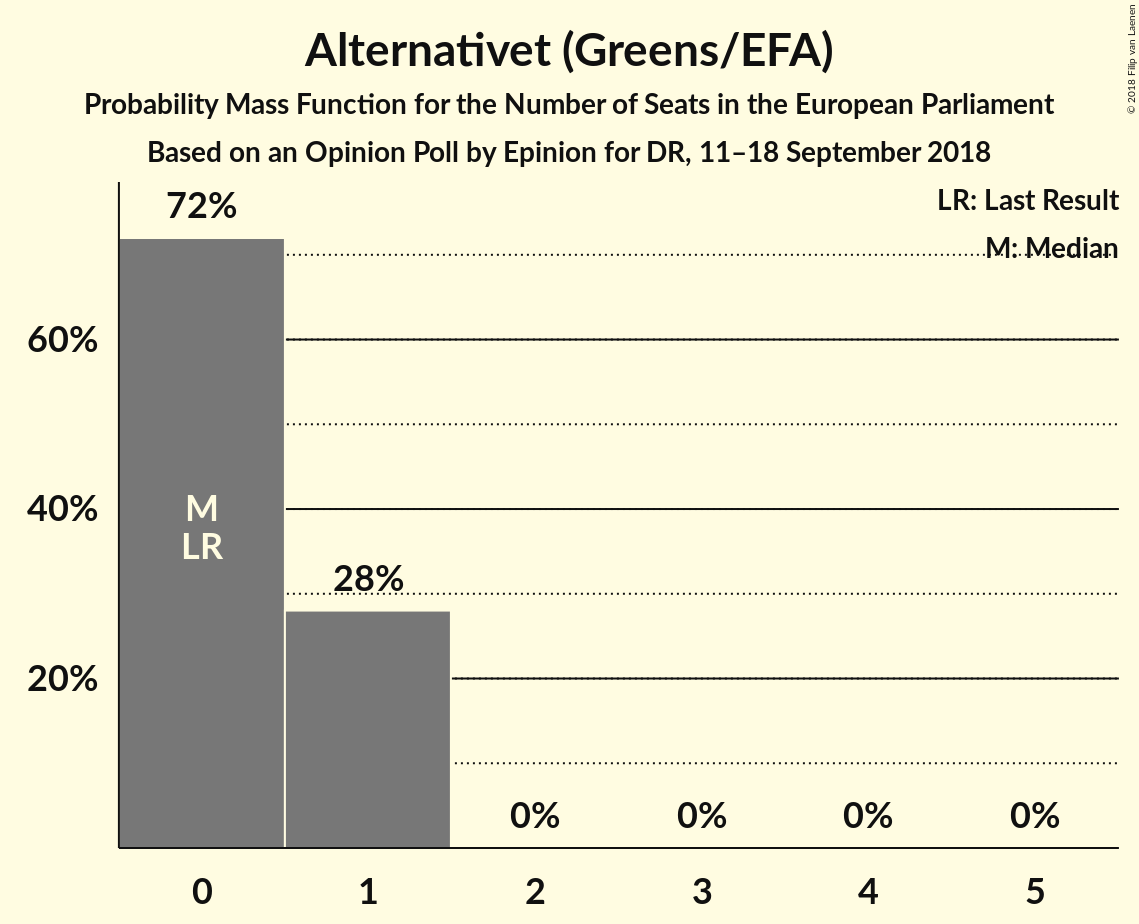 Alternativet (Greens/EFA)
Probability Mass Function for the Number of Seats in the European Parliament
Based on an Opinion Poll by Epinion for DR, 11–18 September 2018
© 2018 Filip van Laenen
LR: Last Result
M: Median
72%
60%
40%
20%
M
LR
28%
0%
0%
0%
0%
0
1
2
3
4
5